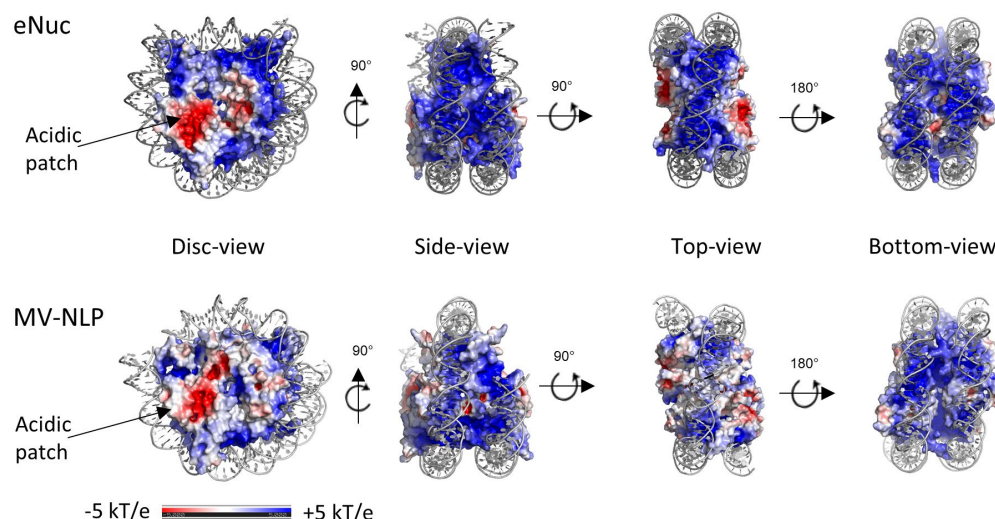 eNuc
Acidic
patch
90°
90°
180°
Disc-view
Side-view
Top-view
Bottom-view
MV-NLP
Acidic
patch
90°
90°
180°
-5 kT/e
+5 kT/e